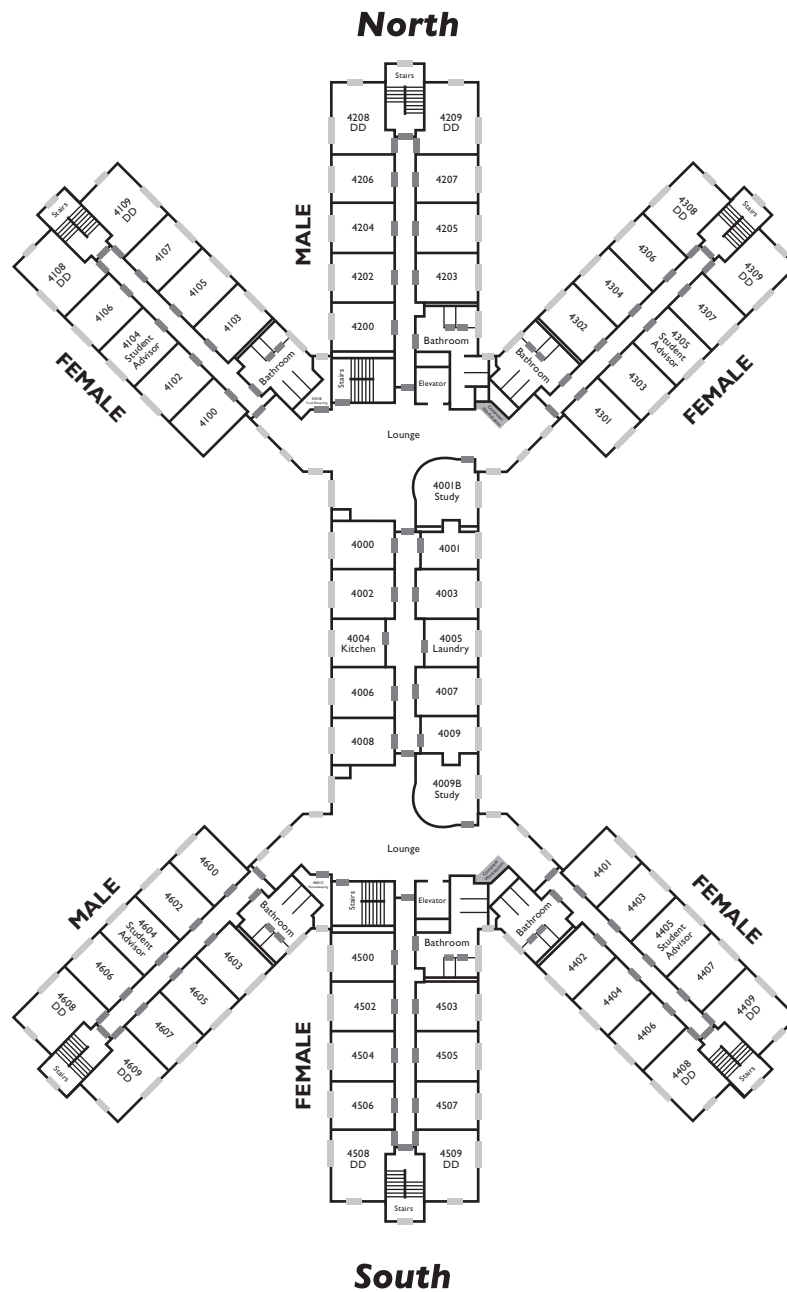 North
Stairs
4208
DD
4209
DD
4206
4207
MALE
4204
4205
4202
4203
4200
Bathroom
Stairs
Elevator
Stairs
4109
DD
4107
4105
4103
4108
DD
4106
4104
Student
Advisor
4102
4100
Bathroom
FEMALE
4308
DD
4306
4304
4302
Stairs
4309
DD
4307
4305
Student
Advisor
4303
4301
Bathroom
FEMALE
Lounge
4001B
Study
4000
4001
4002
4003
4004
Kitchen
4005
Laundry
4006
4007
4008
4009
4009B
Study
Lounge
MALE
4600
4602
4604
Student
Advisor
4606
4608
DD
Bathroom
4603
4605
4607
4609
DD
Stairs
Stairs
Elevator
Bathroom
4500
4502
4503
FEMALE
4504
4505
4506
4507
4508
DD
4509
DD
Stairs
FEMALE
4401
4403
4405
Student
Advisor
4407
4409
DD
Bathroom
4402
4404
4406
4408
DD
Stairs
South